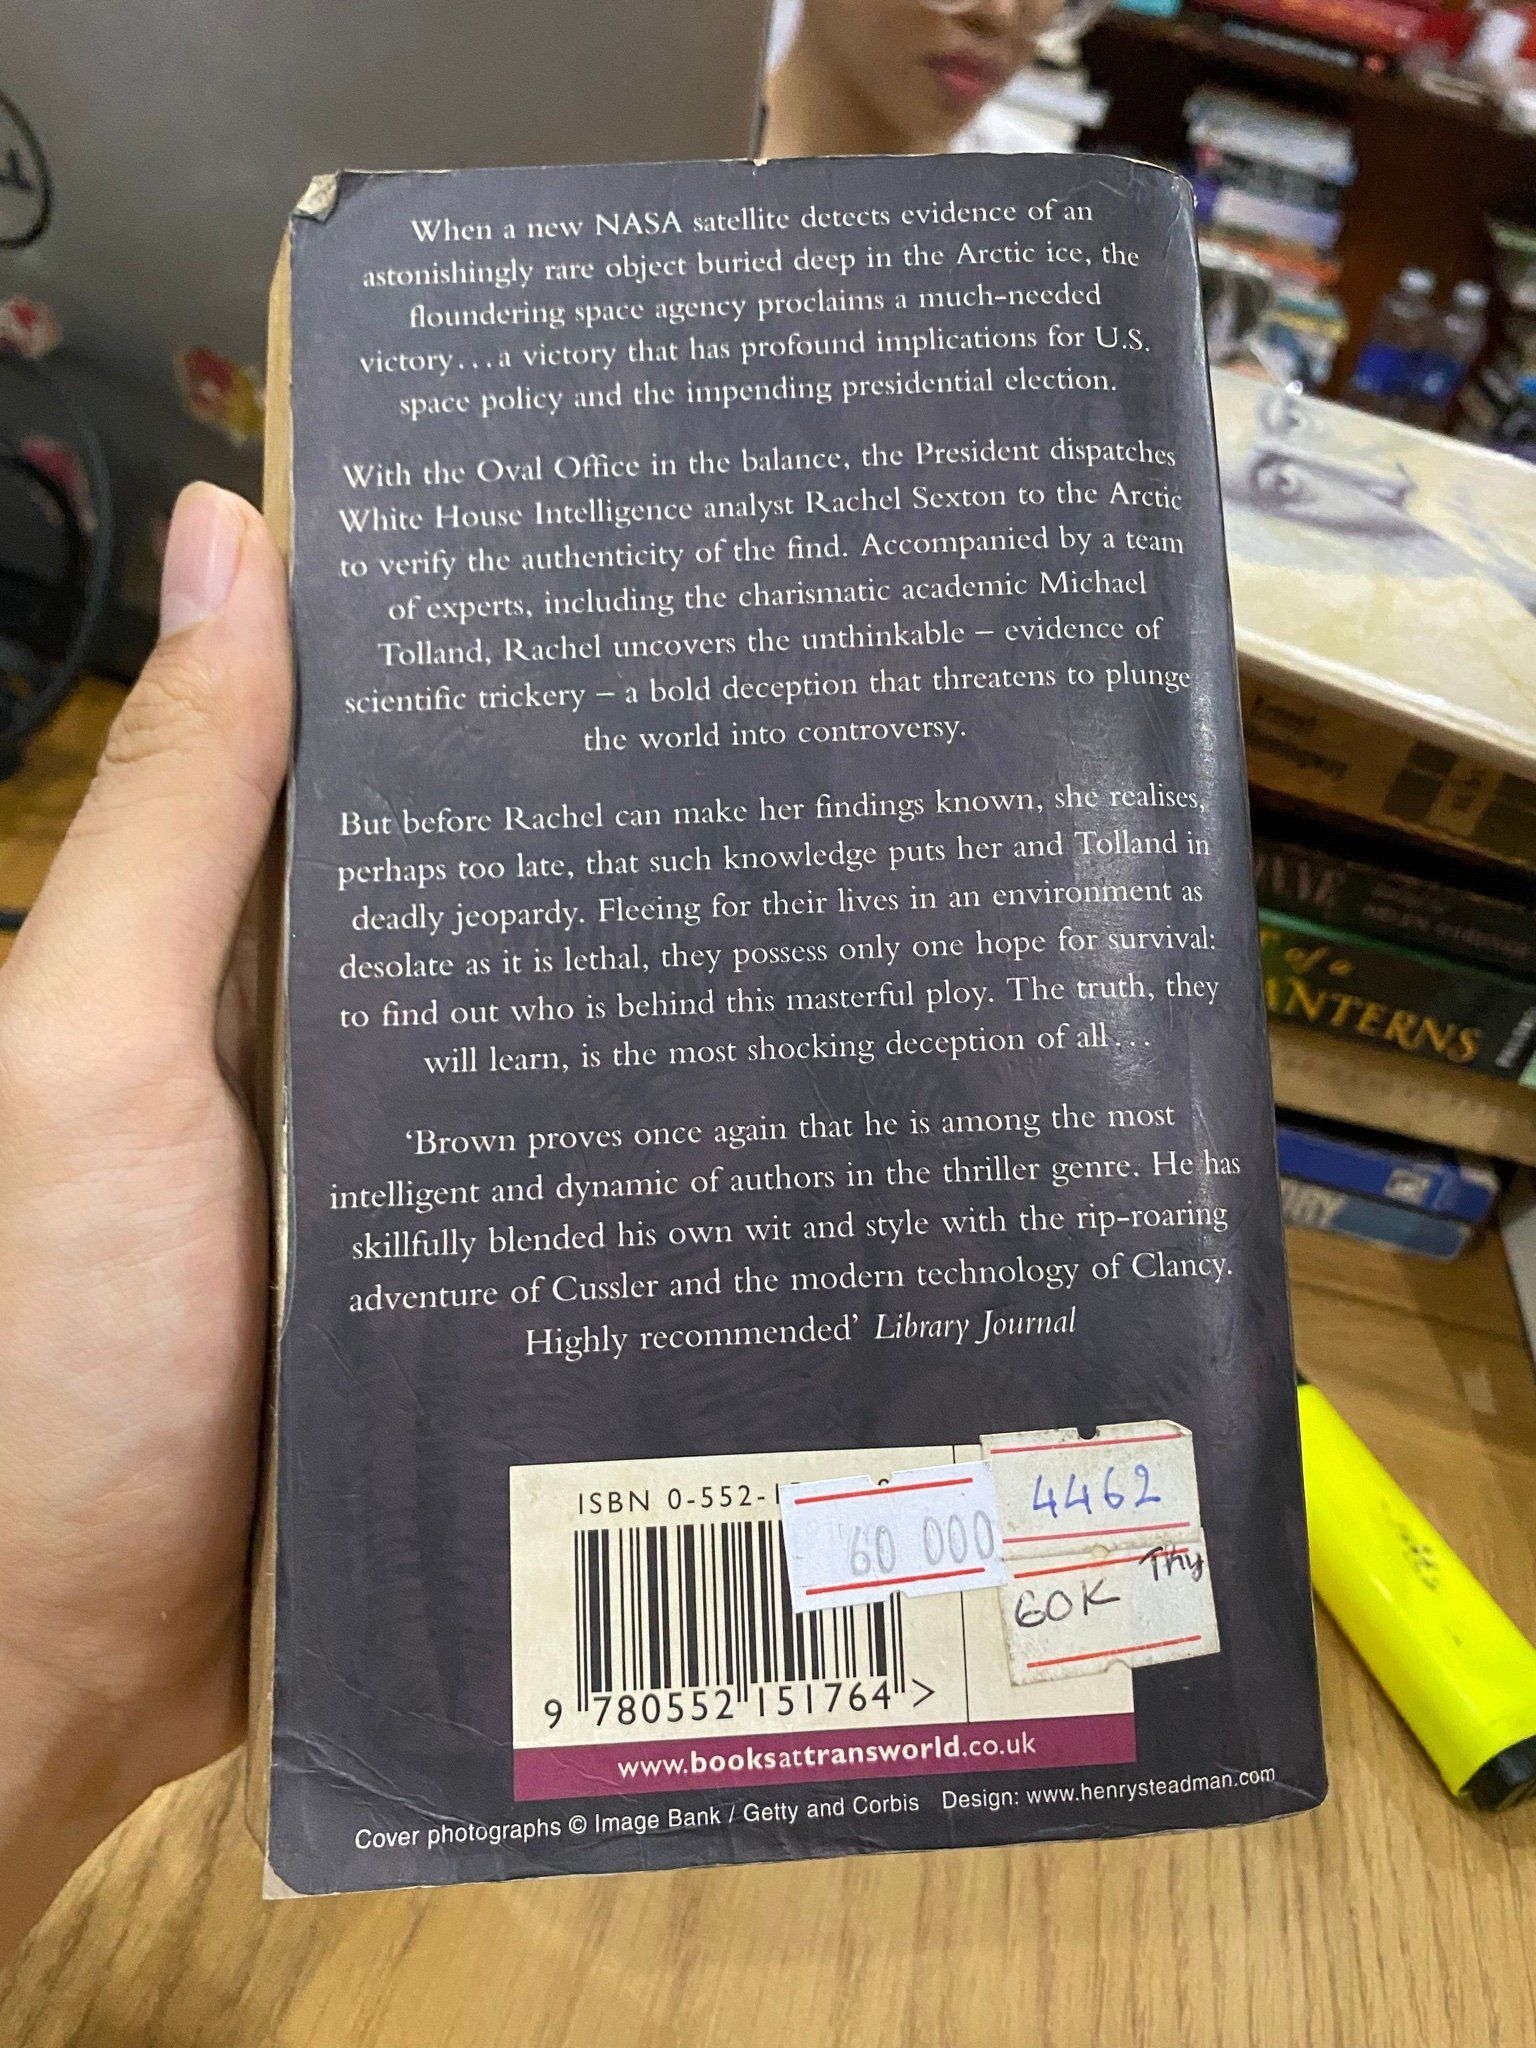 When a new NASA satellite detects evidence of an
astonishingly rare object buried deep in the Arctic ice, the
floundering space agency proclaims a much-needed
victory...a victory that has profound implications for U.S.
space policy and the impending presidential election.
With the Oval Office in the balance, the President dispatches
White House Intelligence analyst Rachel Sexton to the Arctic
to verify the authenticity of the find. Accompanied by a team
of experts, including the charismatic academic Michael
Tolland, Rachel uncovers the unthinkable – evidence of
scientific trickery – a bold deception that threatens to plunge
the world into controversy.
But before Rachel can make her findings known, she realises,
perhaps too late, that such knowledge puts her and Tolland in
deadly jeopardy. Fleeing for their lives in an environment as
desolate as it is lethal, they possess only one hope for survival:
to find out who is behind this masterful ploy. The truth, they
will learn, is the most shocking deception of all...
‘Brown proves once again that he is among the most
intelligent and dynamic of authors in the thriller genre. He has
skillfully blended his own wit and style with the rip-roaring
adventure of Cussler and the modern technology of Clancy.
Highly recommended’ Library Journal
ISBN 0-552-1
60 000
4462
60K Thy
9 780552 151764 >
www.booksattransworld.co.uk
Cover photographs © Image Bank / Getty and Corbis Design: www.henrysteadman.com
of a
ANTERNS